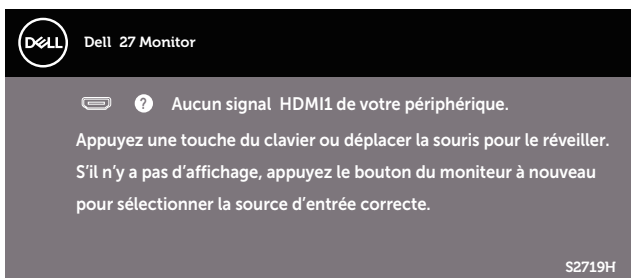 DELL Dell 27 Monitor
? Aucun signal HDMI1 de votre périphérique.
Appuyez une touche du clavier ou déplacer la souris pour le réveiller.
S'il n'y a pas d'affichage, appuyez le bouton du moniteur à nouveau
pour sélectionner la source d'entrée correcte.
S2719H